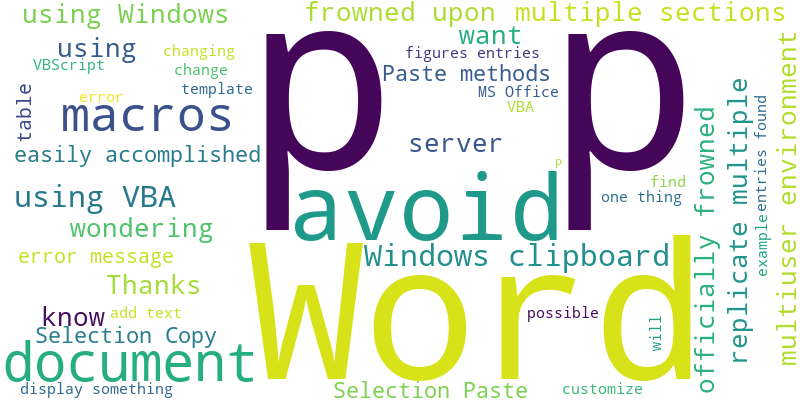 using Windows
frowned upon multiple sections
using
changing
p p
want
VBScript
change
figures entries
Paste methods
error
template
MS Office
table
macros
VBA
server
easily accomplished
p
find
using VBA
avoid
one thing
wondering
error message
Windows clipboard
Thanks
Word
know
add text
possible
Selection Copy
will
document
display something
Selection Paste
customize
officially frowned
replicate multiple
example
entries found
multiuser environment